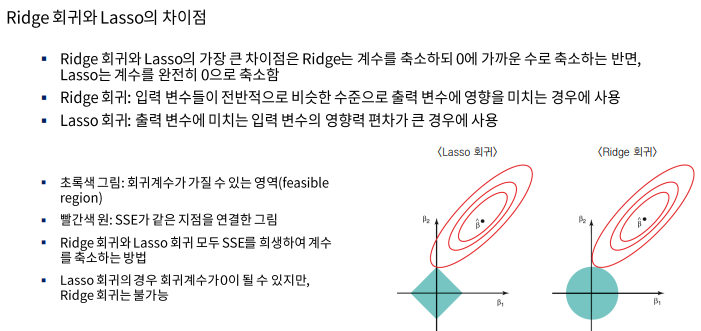 Ridge 회귀와 Lasso의 차이점
▪ Ridge 회귀와 Lasso의 가장 큰 차이점은 Ridge는 계수를 축소하되 0에 가까운 수로 축소하는 반면,
Lasso는 계수를 완전히 0으로 축소함
▪ Ridge 회귀: 입력 변수들이 전반적으로 비슷한 수준으로 출력 변수에 영향을 미치는 경우에 사용
▪ Lasso 회귀: 출력 변수에 미치는 입력 변수의 영향력 편차가 큰 경우에 사용
▪ 초록색 그림: 회귀계수가 가질 수 있는 영역(feasible
region)
▪ 빨간색 원: SSE가 같은 지점을 연결한 그림
▪ Ridge 회귀와 Lasso 회귀 모두 SSE를 희생하여 계수
를 축소하는 방법
▪ Lasso 회귀의 경우 회귀계수가 0이 될 수 있지만,
Ridge 회귀는 불가능
〈Lasso 회귀〉
β₂
β̂
β₁
〈Ridge 회귀〉
β₂
β̂
β₁